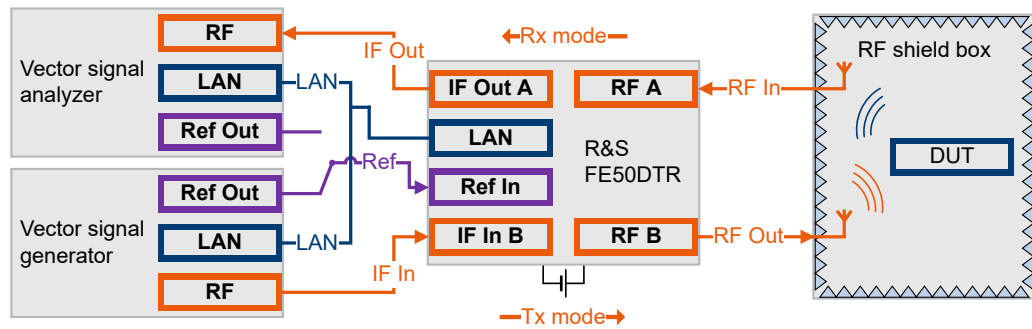 Vector signal
analyzer
RF
LAN
Ref Out
Vector signal
generator
Ref Out
LAN
RF
IF Out
LAN
Ref
LAN
IF In
Rx mode
IF Out A
LAN
Ref In
IF In B
RF A
R&S
FE50DTR
RF B
Tx mode
RF In
RF Out
RF shield box
DUT